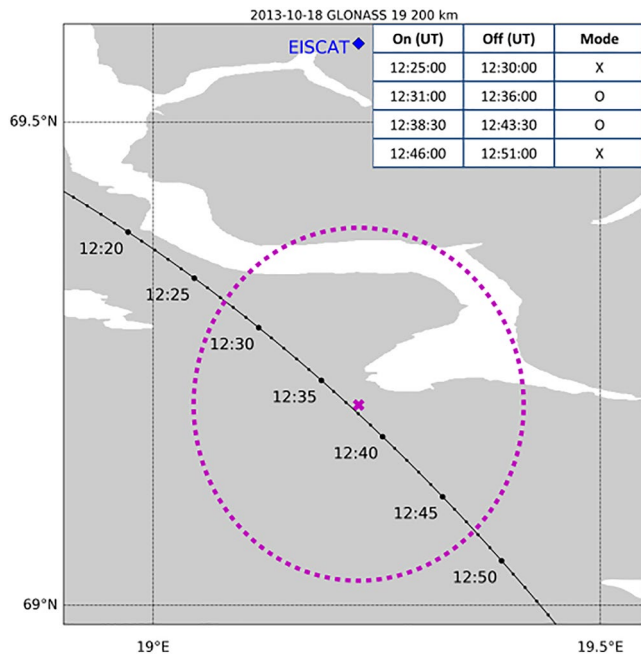 2013-10-18 GLONASS 19 200 km
EISCAT
On (UT) Off (UT) Mode
12:25:00 12:30:00 X
12:31:00 12:36:00 O
12:38:30 12:43:30 O
12:46:00 12:51:00 X
69.5°N
12:20
12:25
12:30
12:35
12:40
12:45
12:50
69°N
19°E 19.5°E